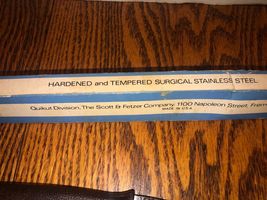 HARDENED and TEMPERED SURGICAL STAINLESS STEEL
Quikut Division, The Scott & Fetzer Company, 1100 Napoleon Street, Frem
MADE IN U.S.A.